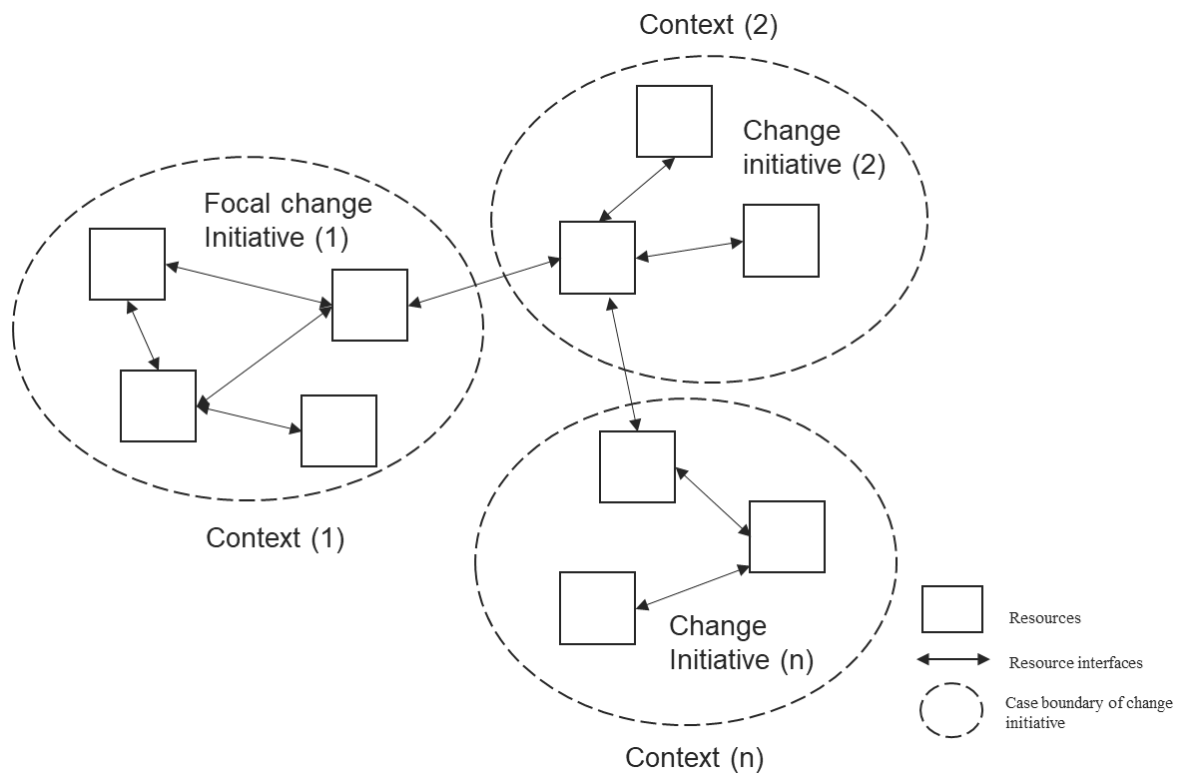 Context (2)
Change
initiative (2)
Focal change
Initiative (1)
Context (1)
Change
Initiative (n)
Context (n)
Resources
Resource interfaces
Case boundary of change
initiative